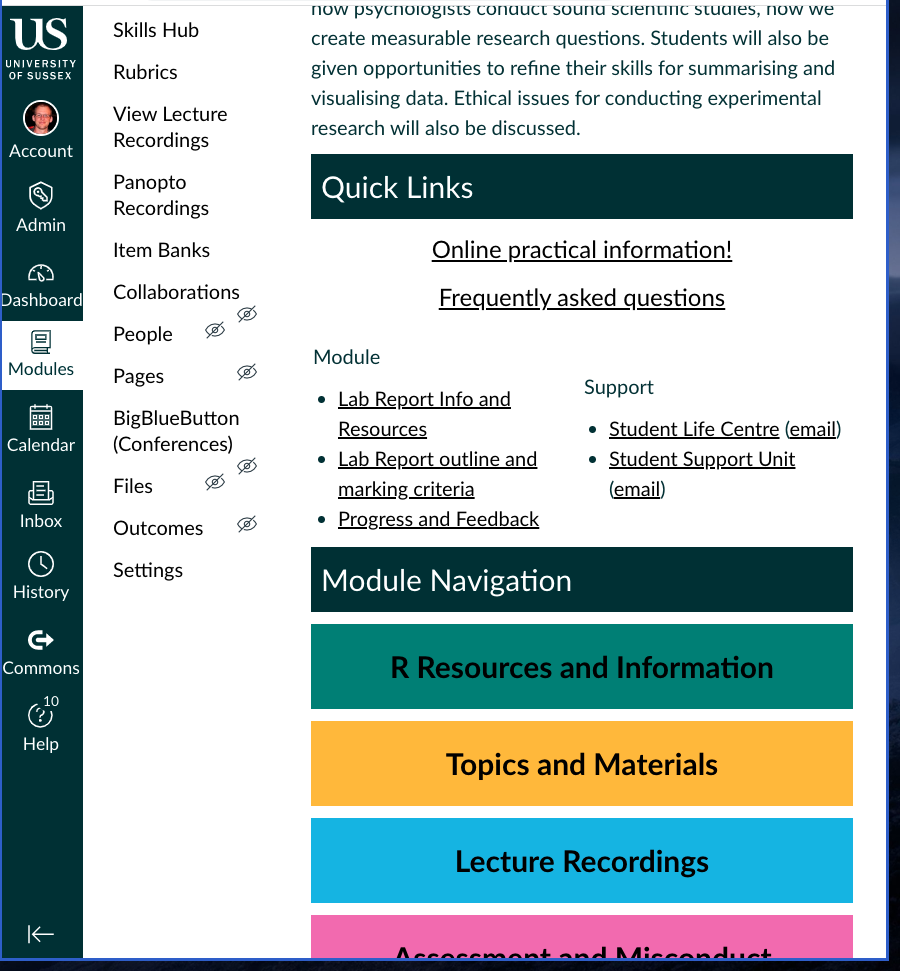 US
UNIVERSITY
OF SUSSEX
Account
Admin
Dashboard
Modules
Calendar
Inbox
History
Commons
10
Help
Skills Hub
Rubrics
View Lecture
Recordings
Panopto
Recordings
Item Banks
Collaborations
People
Pages
BigBlueButton
(Conferences)
Files
Outcomes
Settings
how psychologists conduct sound scientific studies, how we
create measurable research questions. Students will also be
given opportunities to refine their skills for summarising and
visualising data. Ethical issues for conducting experimental
research will also be discussed.
Quick Links
Online practical information!
Frequently asked questions
Module
Lab Report Info and
Resources
Lab Report outline and
marking criteria
Progress and Feedback
Support
Student Life Centre (email)
Student Support Unit
(email)
Module Navigation
R Resources and Information
Topics and Materials
Lecture Recordings
Assessment and Misconduct